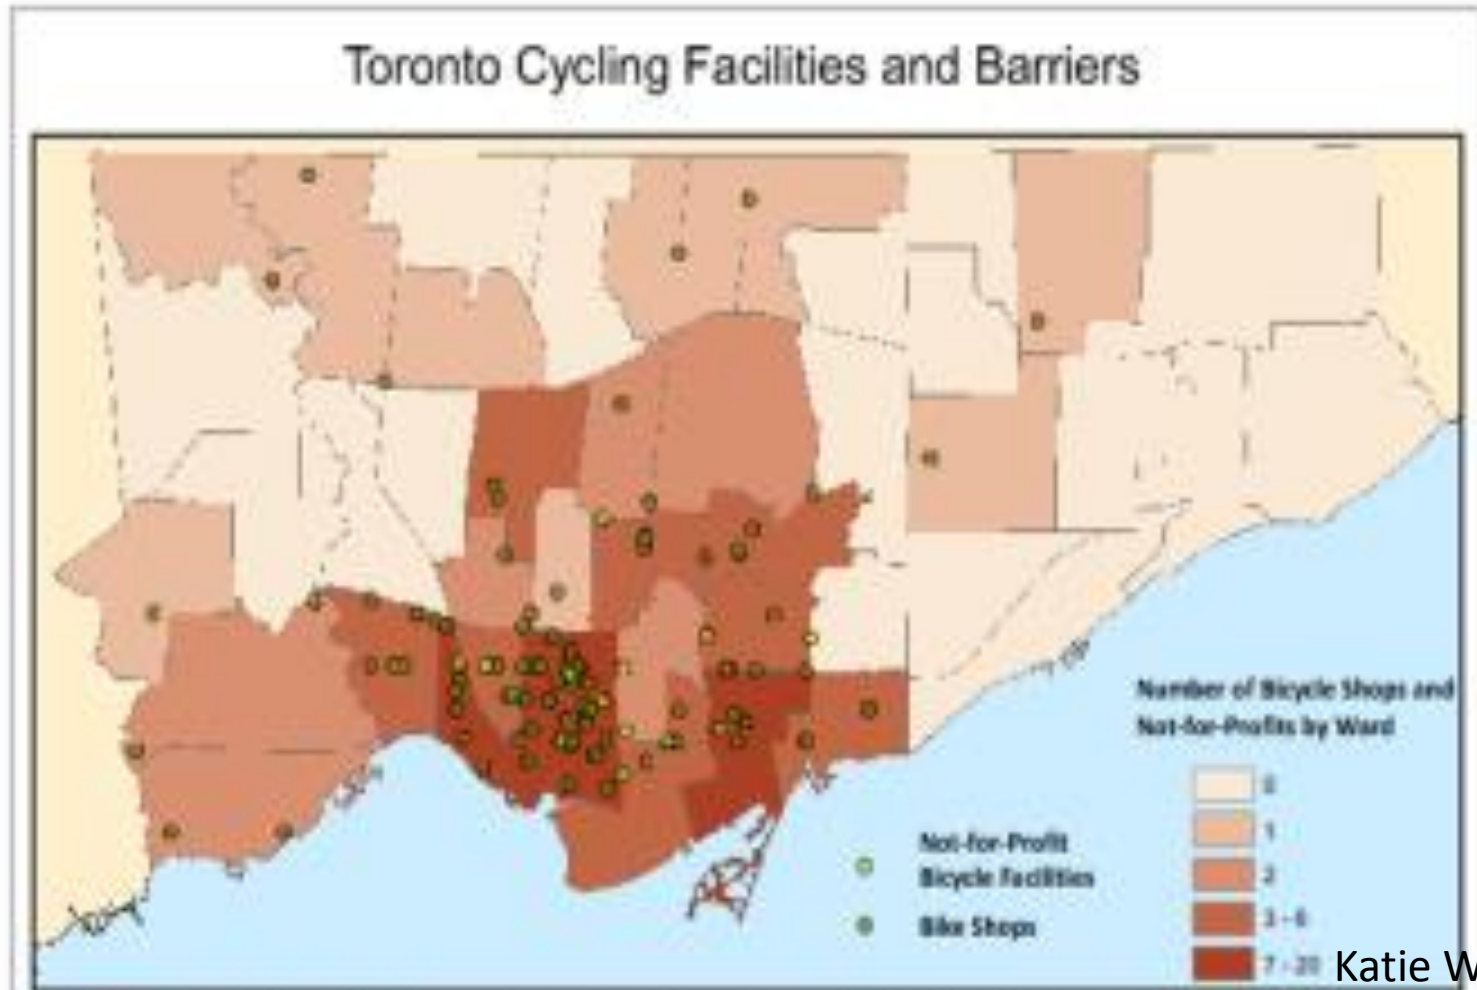 Toronto Cycling Facilities and Barriers
Number of Bicycle Shops and
Not-for-Profits by Ward
0
1
2
3 - 6
7 - 20
Not-for-Profit
Bicycle Facilities
Bike Shops
Katie W